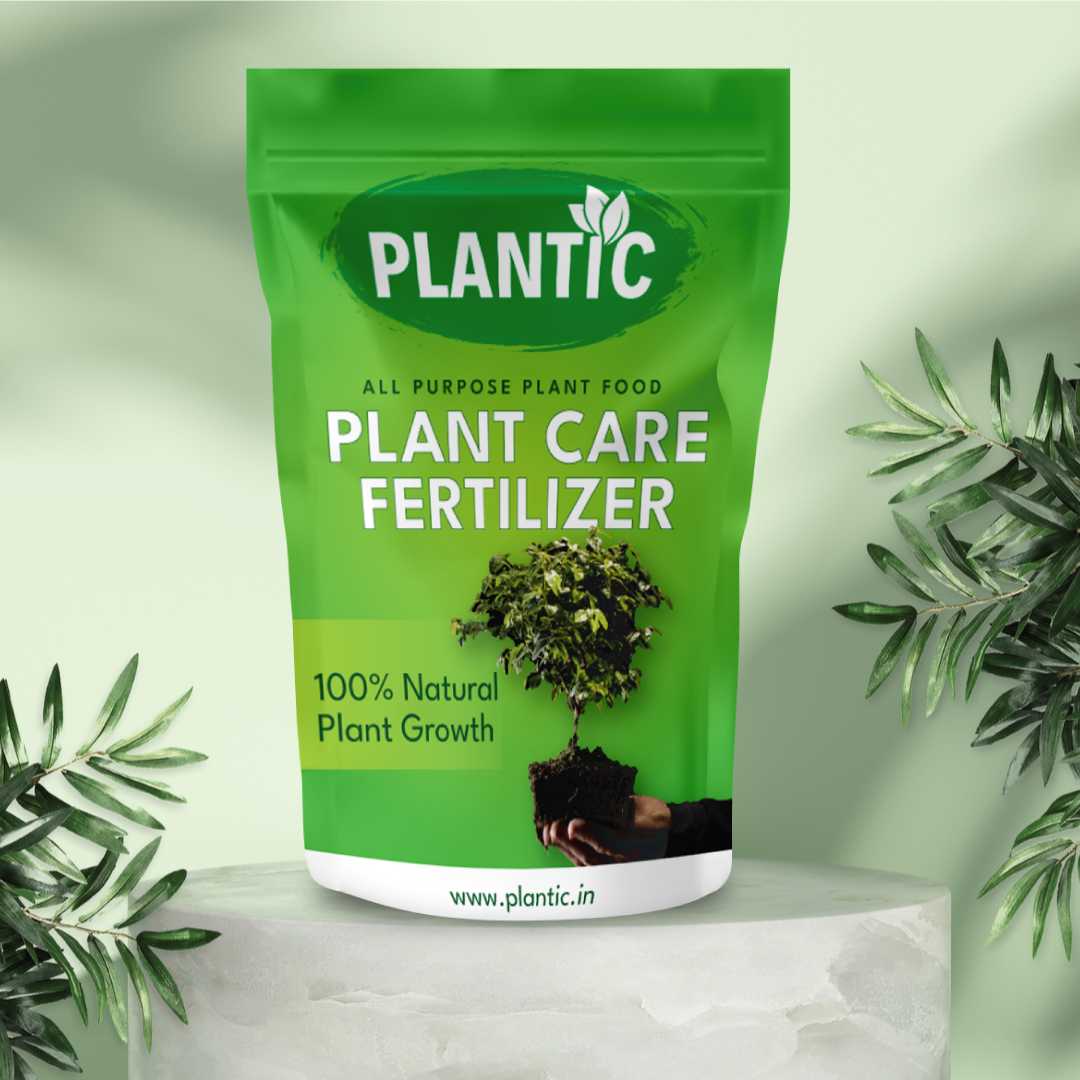 PLANTIC
ALL PURPOSE PLANT FOOD
PLANT CARE
FERTILIZER
100% Natural
Plant Growth
www.plantic.in